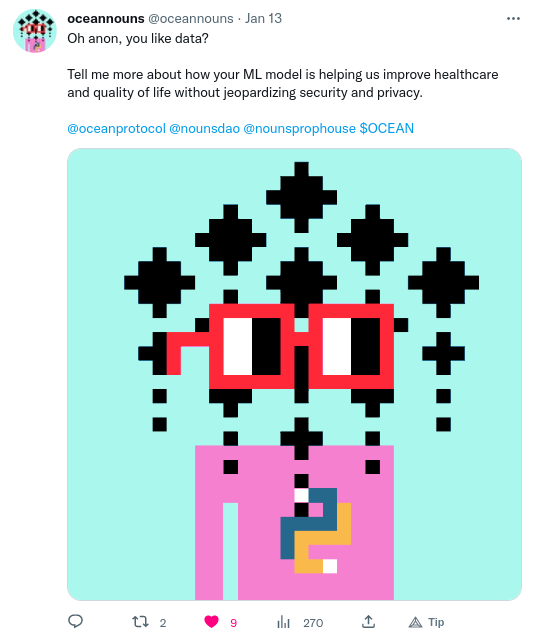 oceannouns @oceannouns · Jan 13
Oh anon, you like data?
Tell me more about how your ML model is helping us improve healthcare
and quality of life without jeopardizing security and privacy.
@oceanprotocol @nounsdao @nounsprophouse $OCEAN
2 9 270 Tip